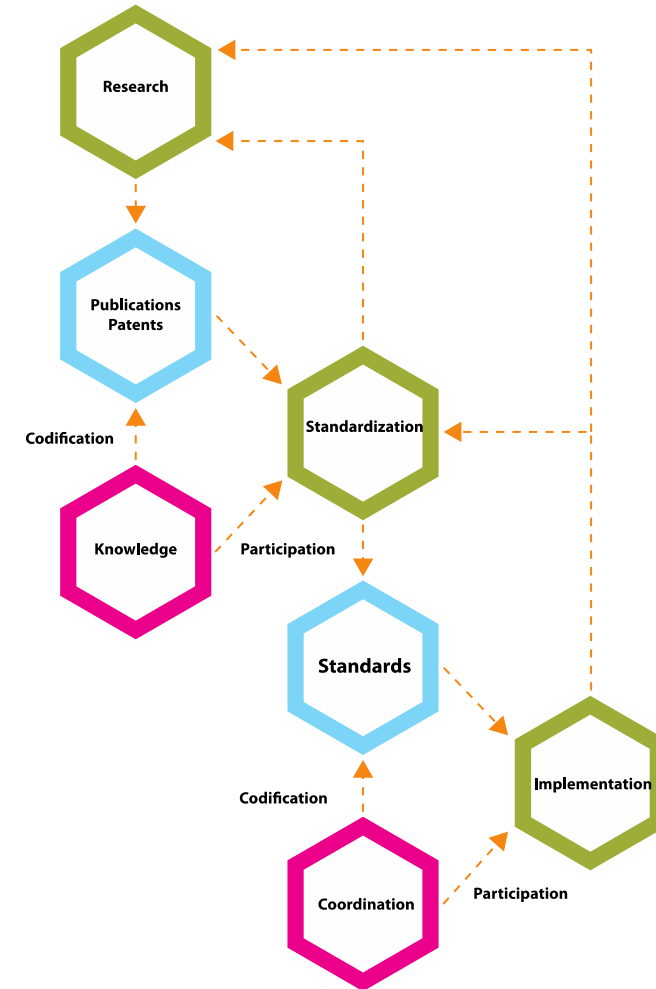 Research
Publications
Patents
Codification
Standardization
Knowledge
Participation
Standards
Implementation
Codification
Coordination
Participation